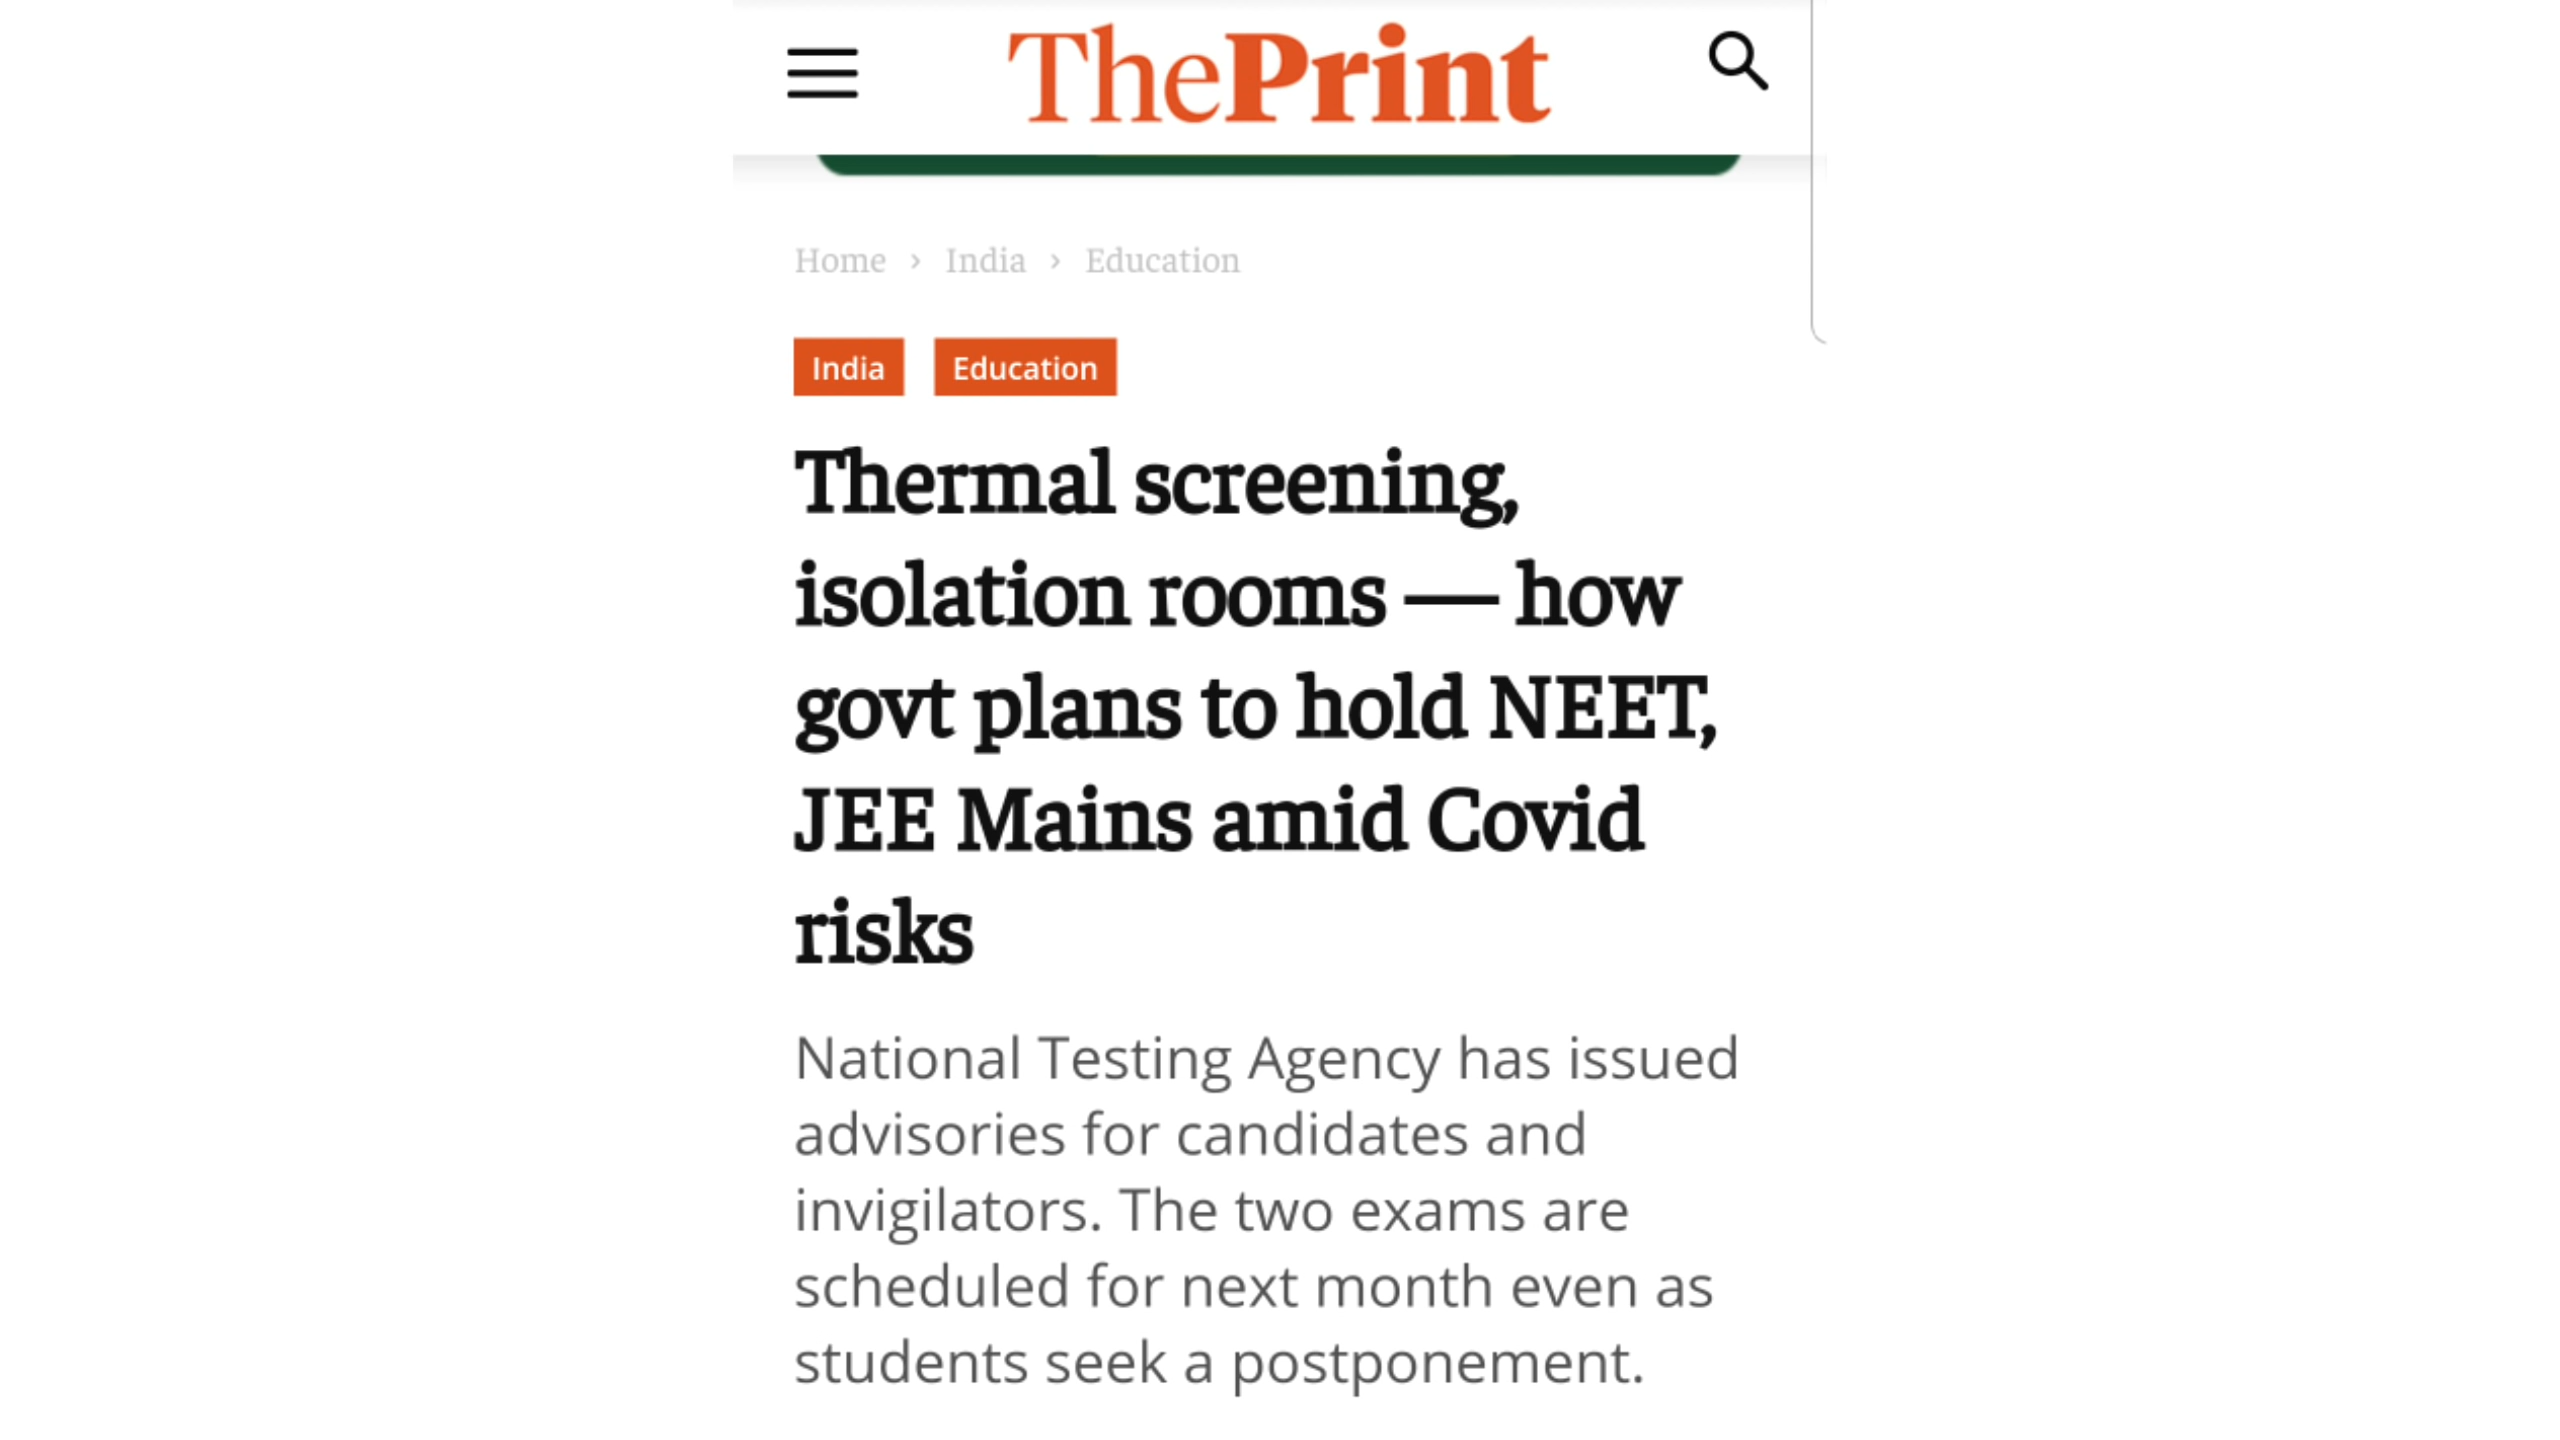 ThePrint
Home › India › Education
India Education
Thermal screening,
isolation rooms — how
govt plans to hold NEET,
JEE Mains amid Covid
risks
National Testing Agency has issued
advisories for candidates and
invigilators. The two exams are
scheduled for next month even as
students seek a postponement.